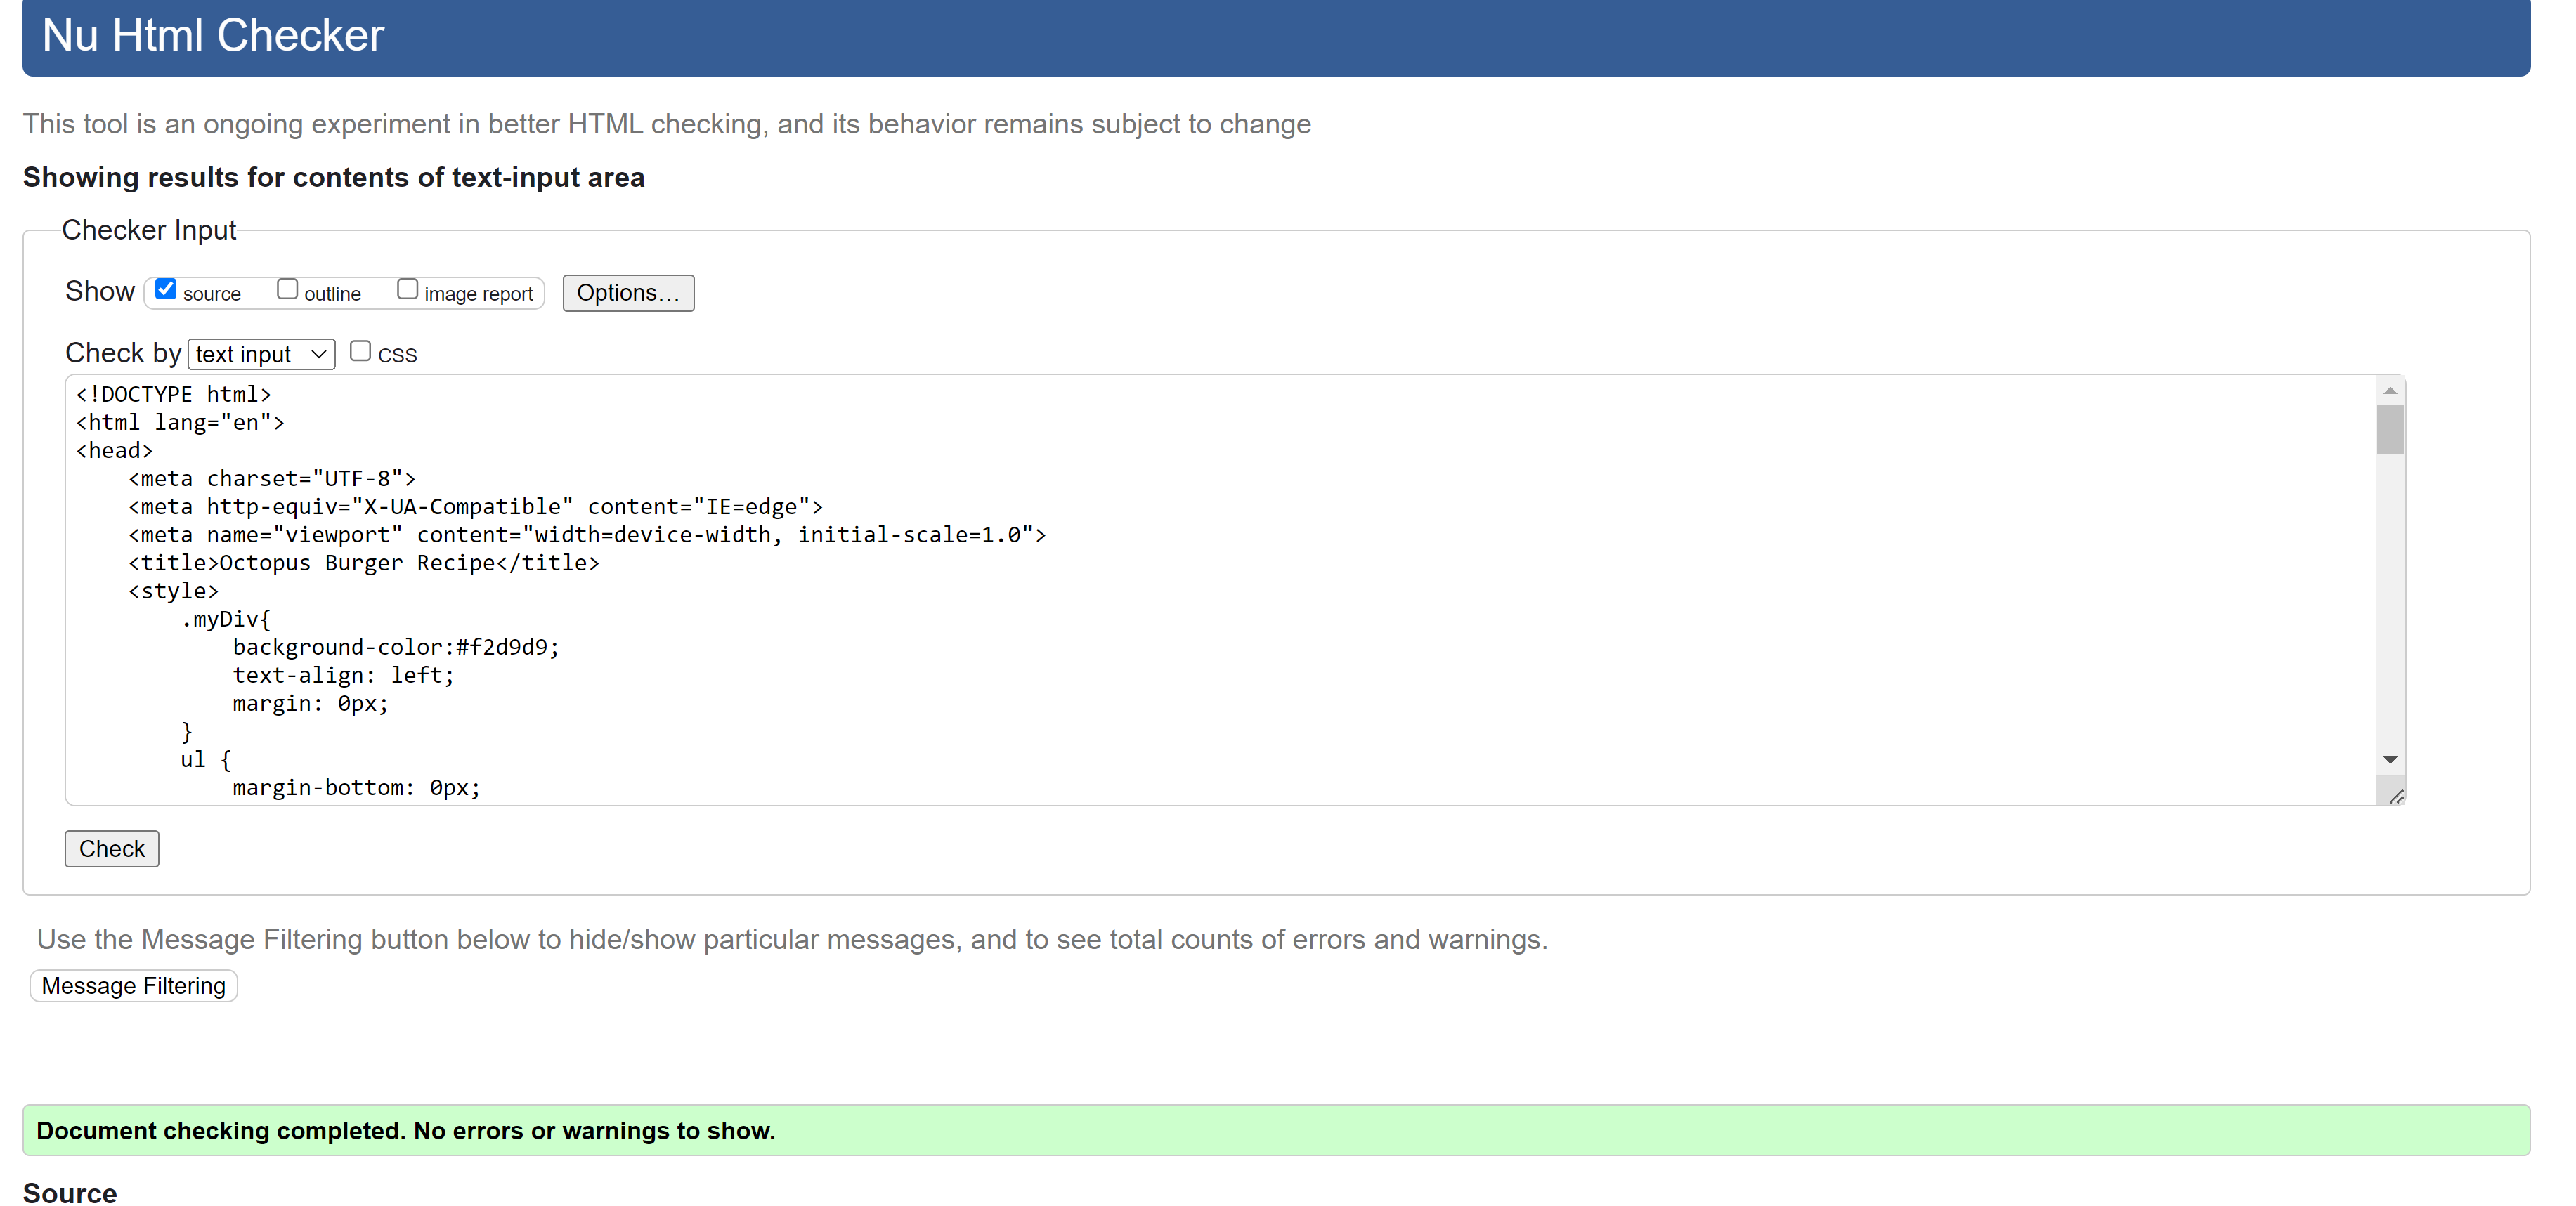 Nu Html Checker
This tool is an ongoing experiment in better HTML checking, and its behavior remains subject to change
Showing results for contents of text-input area
Checker Input
Show source outline image report Options...
Check by text input CSS
<!DOCTYPE html>
<html lang="en">
<head>
    <meta charset="UTF-8">
    <meta http-equiv="X-UA-Compatible" content="IE=edge">
    <meta name="viewport" content="width=device-width, initial-scale=1.0">
    <title>Octopus Burger Recipe</title>
    <style>
        .myDiv{
            background-color:#f2d9d9;
            text-align: left;
            margin: 0px;
        }
        ul {
            margin-bottom: 0px;
Check
Use the Message Filtering button below to hide/show particular messages, and to see total counts of errors and warnings.
Message Filtering
Document checking completed. No errors or warnings to show.
Source